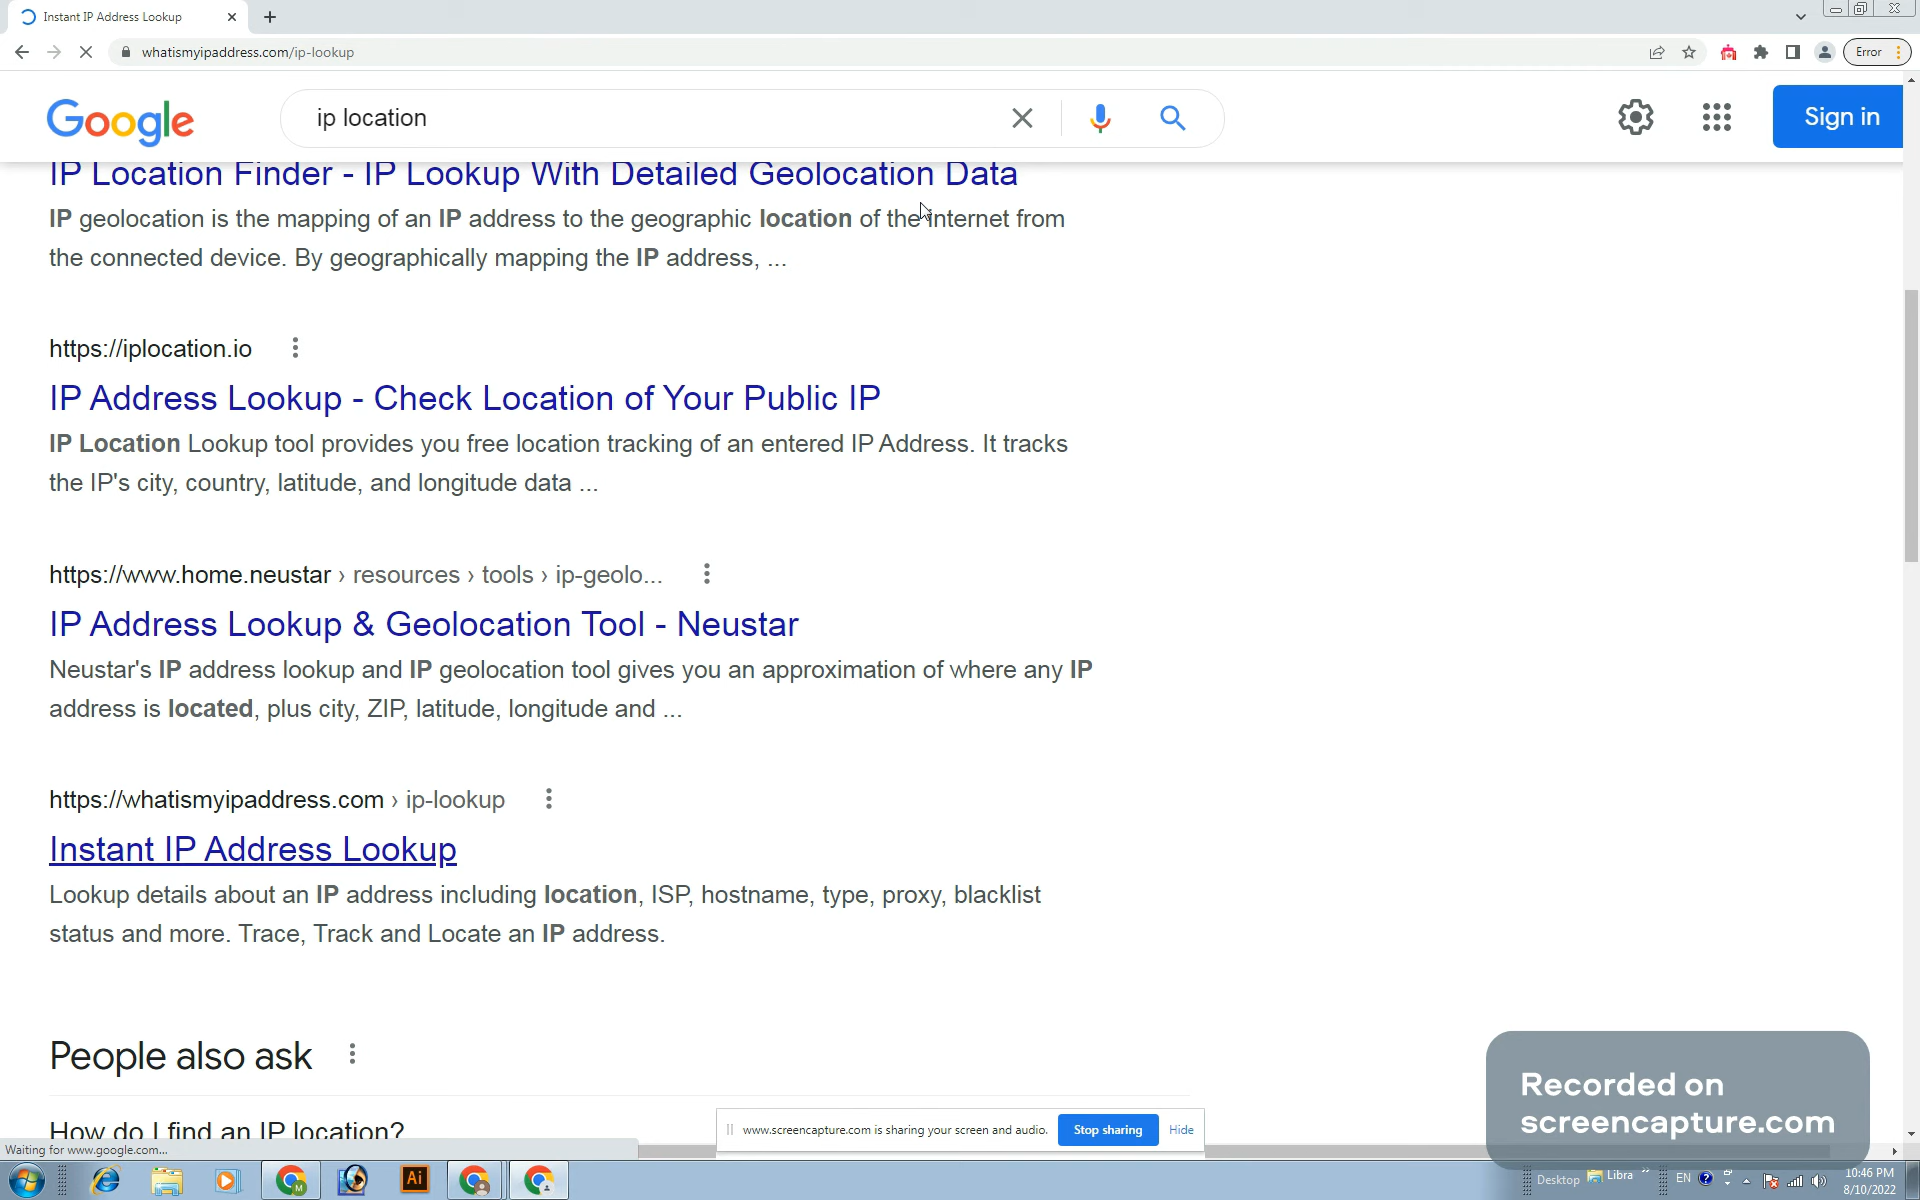 Instant IP Address Lookup
whatismyipaddress.com/ip-lookup
Error
Google
ip location
Sign in
IP Location Finder - IP Lookup With Detailed Geolocation Data
IP geolocation is the mapping of an IP address to the geographic location of the internet from
the connected device. By geographically mapping the IP address, ...
https://iplocation.io
IP Address Lookup - Check Location of Your Public IP
IP Location Lookup tool provides you free location tracking of an entered IP Address. It tracks
the IP's city, country, latitude, and longitude data ...
https://www.home.neustar › resources › tools › ip-geolo...
IP Address Lookup & Geolocation Tool - Neustar
Neustar's IP address lookup and IP geolocation tool gives you an approximation of where any IP
address is located, plus city, ZIP, latitude, longitude and ...
https://whatismyipaddress.com › ip-lookup
Instant IP Address Lookup
Lookup details about an IP address including location, ISP, hostname, type, proxy, blacklist
status and more. Trace, Track and Locate an IP address.
People also ask
How do I find an IP location?
Recorded on
screencapture.com
www.screencapture.com is sharing your screen and audio.
Stop sharing
Hide
Waiting for www.google.com...
Ai
Desktop
Libra
EN
10:46 PM
8/10/2022